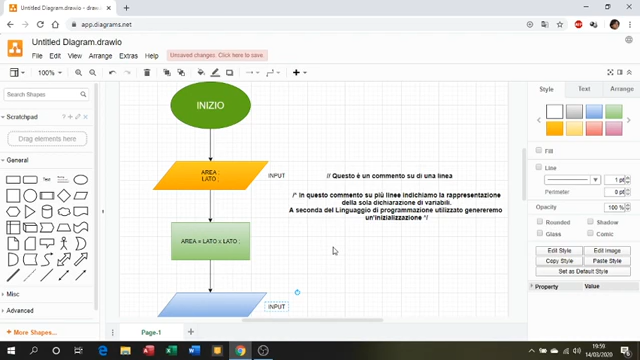 Untitled Diagram.drawio - draw.io
app.diagrams.net
Untitled Diagram.drawio
File Edit View Arrange Extras Help
Unsaved changes. Click here to save.
100%
Search Shapes
Scratchpad
Drag elements here
General
Misc
Advanced
+ More Shapes...
INIZIO
AREA ;
LATO ;
INPUT
// Questo è un commento su di una linea
/* In questo commento su più linee indichiamo la rappresentazione
della sola dichiarazione di variabili.
A seconda del Linguaggio di programmazione utilizzato genereremo
un'inizializzazione */
AREA = LATO x LATO ;
INPUT
Page-1
Style Text Arrange
Fill
Line
1 pt
Perimeter 0 pt
Opacity 100 %
Rounded Shadow
Glass Comic
Edit Style Edit Image
Copy Style Paste Style
Set as Default Style
Property Value
19:59
14/03/2020